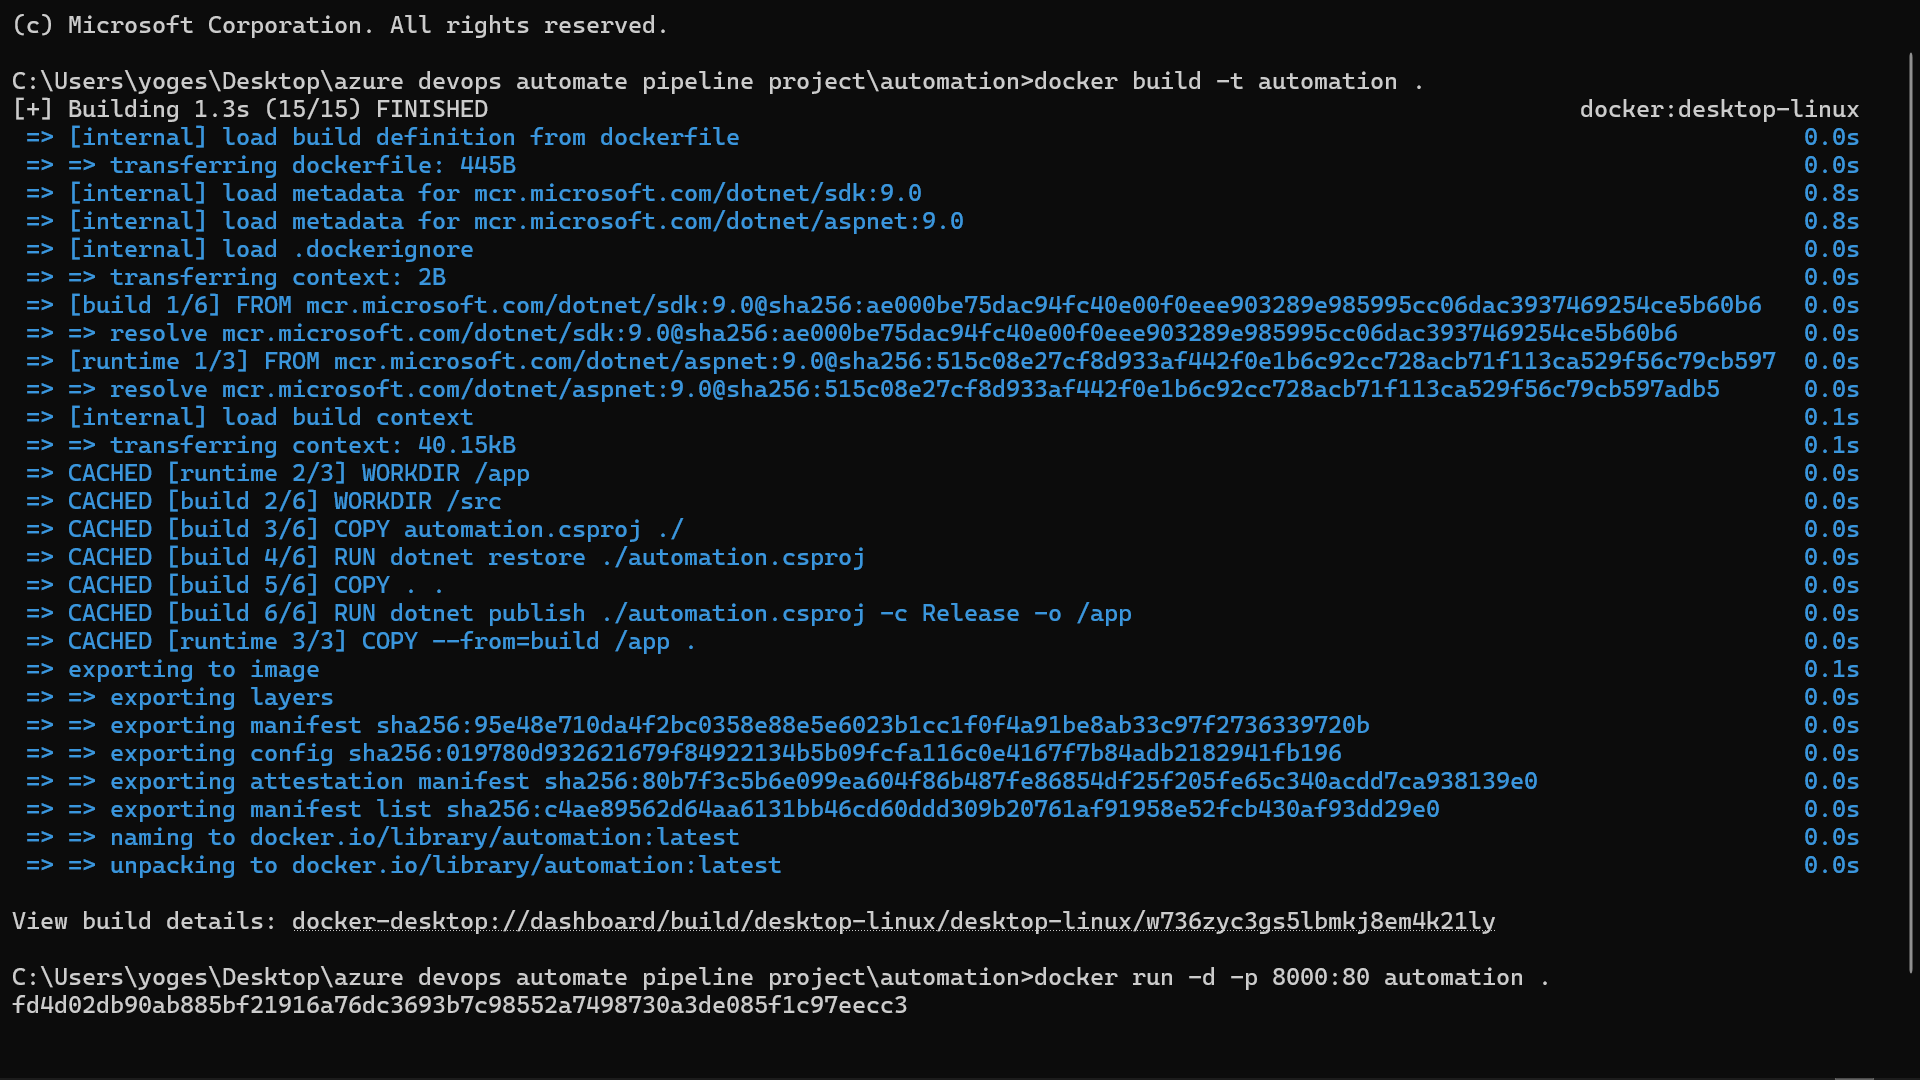 (c) Microsoft Corporation. All rights reserved.
C:\Users\yoges\Desktop\azure devops automate pipeline project\automation>docker build -t automation .
[+] Building 1.3s (15/15) FINISHED docker:desktop-linux
=> [internal] load build definition from dockerfile 0.0s
=> => transferring dockerfile: 445B 0.0s
=> [internal] load metadata for mcr.microsoft.com/dotnet/sdk:9.0 0.8s
=> [internal] load metadata for mcr.microsoft.com/dotnet/aspnet:9.0 0.8s
=> [internal] load .dockerignore 0.0s
=> => transferring context: 2B 0.0s
=> [build 1/6] FROM mcr.microsoft.com/dotnet/sdk:9.0@sha256:ae000be75dac94fc40e00f0eee903289e985995cc06dac3937469254ce5b60b6 0.0s
=> => resolve mcr.microsoft.com/dotnet/sdk:9.0@sha256:ae000be75dac94fc40e00f0eee903289e985995cc06dac3937469254ce5b60b6 0.0s
=> [runtime 1/3] FROM mcr.microsoft.com/dotnet/aspnet:9.0@sha256:515c08e27cf8d933af442f0e1b6c92cc728acb71f113ca529f56c79cb597 0.0s
=> => resolve mcr.microsoft.com/dotnet/aspnet:9.0@sha256:515c08e27cf8d933af442f0e1b6c92cc728acb71f113ca529f56c79cb597adb5 0.0s
=> [internal] load build context 0.1s
=> => transferring context: 40.15kB 0.1s
=> CACHED [runtime 2/3] WORKDIR /app 0.0s
=> CACHED [build 2/6] WORKDIR /src 0.0s
=> CACHED [build 3/6] COPY automation.csproj ./ 0.0s
=> CACHED [build 4/6] RUN dotnet restore ./automation.csproj 0.0s
=> CACHED [build 5/6] COPY . . 0.0s
=> CACHED [build 6/6] RUN dotnet publish ./automation.csproj -c Release -o /app 0.0s
=> CACHED [runtime 3/3] COPY --from=build /app . 0.0s
=> exporting to image 0.1s
=> => exporting layers 0.0s
=> => exporting manifest sha256:95e48e710da4f2bc0358e88e5e6023b1cc1f0f4a91be8ab33c97f2736339720b 0.0s
=> => exporting config sha256:019780d932621679f84922134b5b09fcfa116c0e4167f7b84adb2182941fb196 0.0s
=> => exporting attestation manifest sha256:80b7f3c5b6e099ea604f86b487fe86854df25f205fe65c340acdd7ca938139e0 0.0s
=> => exporting manifest list sha256:c4ae89562d64aa6131bb46cd60ddd309b20761af91958e52fcb430af93dd29e0 0.0s
=> => naming to docker.io/library/automation:latest 0.0s
=> => unpacking to docker.io/library/automation:latest 0.0s
View build details: docker-desktop://dashboard/build/desktop-linux/desktop-linux/w736zyc3gs5lbmkj8em4k21ly
C:\Users\yoges\Desktop\azure devops automate pipeline project\automation>docker run -d -p 8000:80 automation .
fd4d02db90ab885bf21916a76dc3693b7c98552a7498730a3de085f1c97eecc3